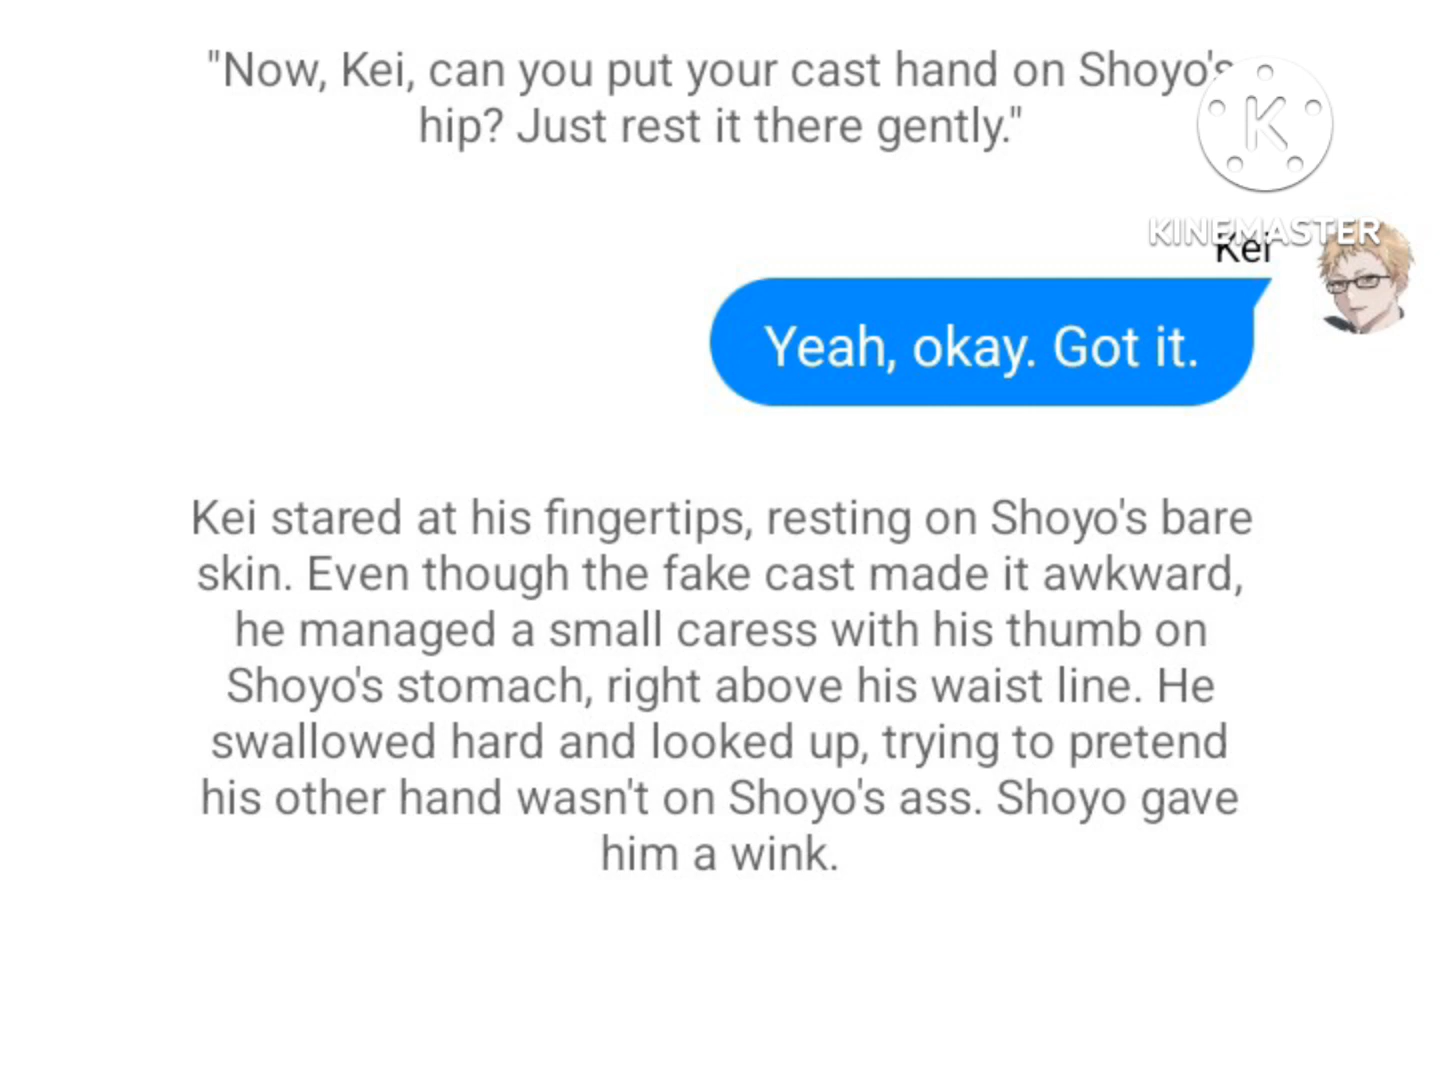 "Now, Kei, can you put your cast hand on Shoyo's
hip? Just rest it there gently."
K
KINEMASTER
Kei
Yeah, okay. Got it.
Kei stared at his fingertips, resting on Shoyo's bare
skin. Even though the fake cast made it awkward,
he managed a small caress with his thumb on
Shoyo's stomach, right above his waist line. He
swallowed hard and looked up, trying to pretend
his other hand wasn't on Shoyo's ass. Shoyo gave
him a wink.